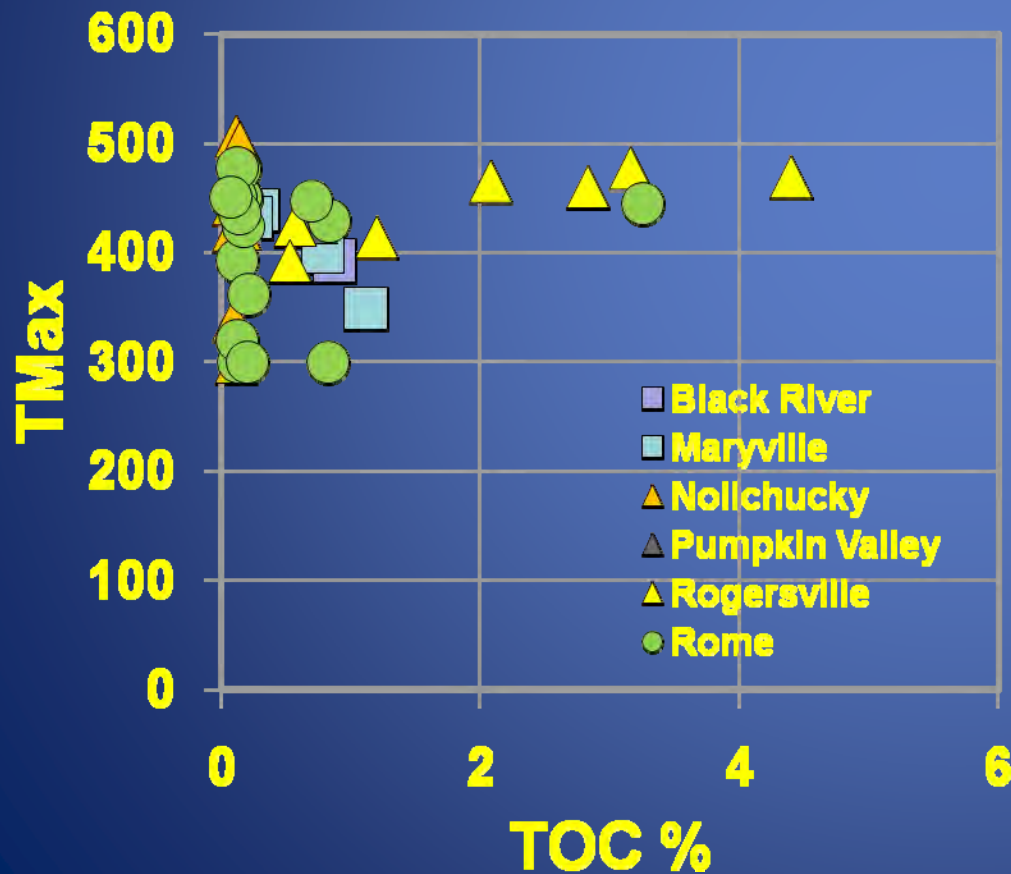 600
500
400
300
200
100
0
TMax
0 2 4 6
TOC %
Black River
Maryville
Nolichucky
Pumpkin Valley
Rogersville
Rome